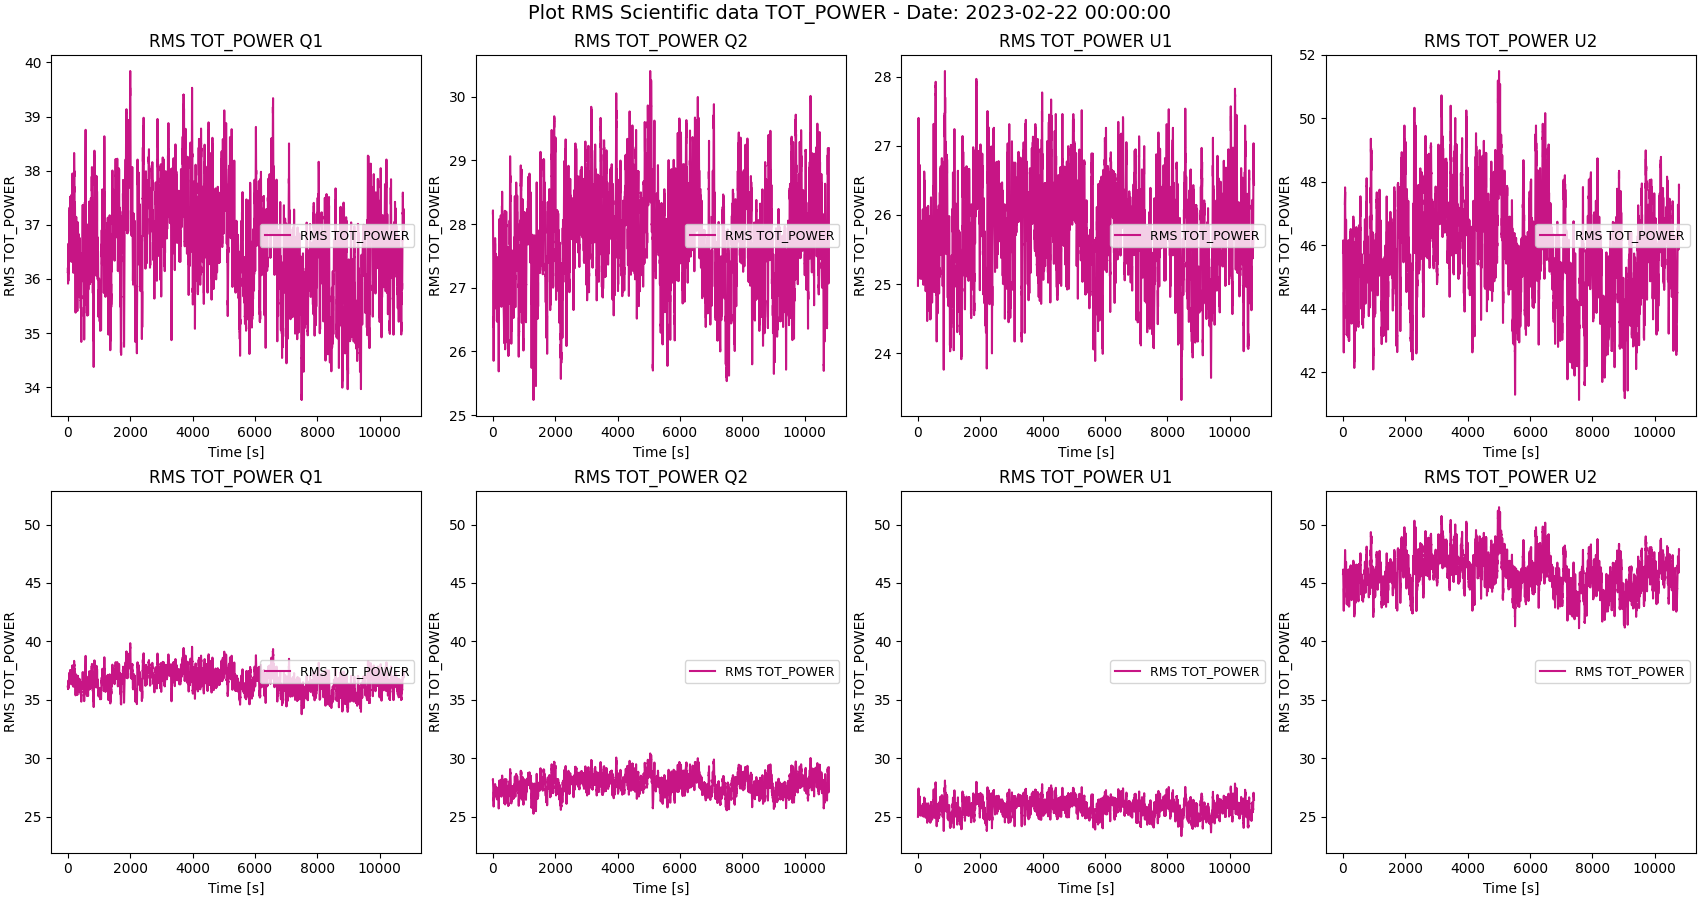 Plot RMS Scientific data TOT_POWER - Date: 2023-02-22 00:00:00
RMS TOT_POWER Q1
RMS TOT_POWER
40
39
38
37
36
35
34
RMS TOT_POWER
0 2000 4000 6000 8000 10000
Time [s]
RMS TOT_POWER Q2
RMS TOT_POWER
30
29
28
27
26
25
RMS TOT_POWER
0 2000 4000 6000 8000 10000
Time [s]
RMS TOT_POWER U1
RMS TOT_POWER
28
27
26
25
24
RMS TOT_POWER
0 2000 4000 6000 8000 10000
Time [s]
RMS TOT_POWER U2
RMS TOT_POWER
52
50
48
46
44
42
RMS TOT_POWER
0 2000 4000 6000 8000 10000
Time [s]
RMS TOT_POWER Q1
RMS TOT_POWER
50
45
40
35
30
25
RMS TOT_POWER
0 2000 4000 6000 8000 10000
Time [s]
RMS TOT_POWER Q2
RMS TOT_POWER
50
45
40
35
30
25
RMS TOT_POWER
0 2000 4000 6000 8000 10000
Time [s]
RMS TOT_POWER U1
RMS TOT_POWER
50
45
40
35
30
25
RMS TOT_POWER
0 2000 4000 6000 8000 10000
Time [s]
RMS TOT_POWER U2
RMS TOT_POWER
50
45
40
35
30
25
RMS TOT_POWER
0 2000 4000 6000 8000 10000
Time [s]